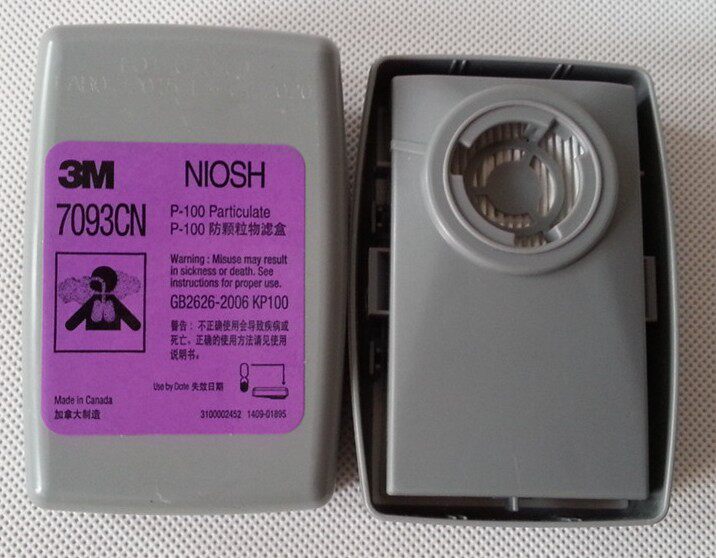 3M NIOSH
7093CN
P-100 Particulate
P-100 防颗粒物滤盒
Warning : Misuse may result
in sickness or death. See
instructions for proper use.
GB2626-2006 KP100
警告：不正确使用会导致疾病或
死亡。正确的使用方法请见使用
说明书。
Use by Date 失效日期
Made in Canada
加拿大制造
3100002452 1409-01895